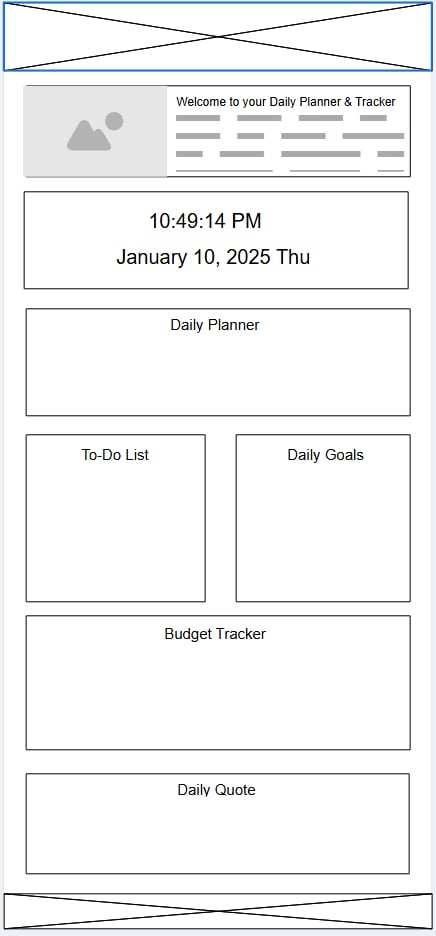 Welcome to your Daily Planner & Tracker
10:49:14 PM
January 10, 2025 Thu
Daily Planner
To-Do List
Daily Goals
Budget Tracker
Daily Quote